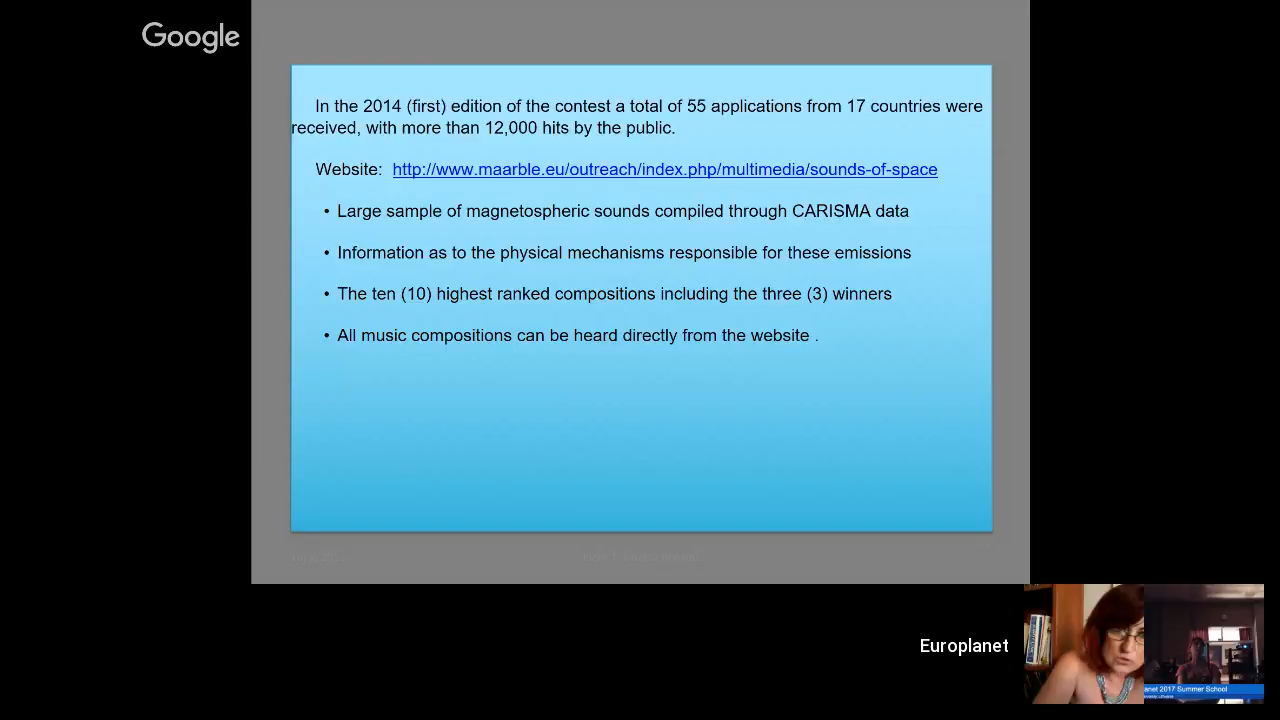 Google
In the 2014 (first) edition of the contest a total of 55 applications from 17 countries were
received, with more than 12,000 hits by the public.
Website: http://www.maarble.eu/outreach/index.php/multimedia/sounds-of-space
• Large sample of magnetospheric sounds compiled through CARISMA data
• Information as to the physical mechanisms responsible for these emissions
• The ten (10) highest ranked compositions including the three (3) winners
• All music compositions can be heard directly from the website .
Europlanet
anet 2017 Summer School